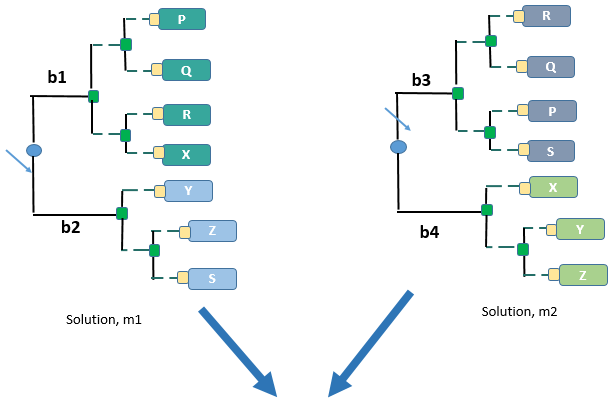 P
Q
b1
R
X
Y
b2
Z
S
Solution, m1
R
Q
b3
P
S
X
b4
Y
Z
Solution, m2